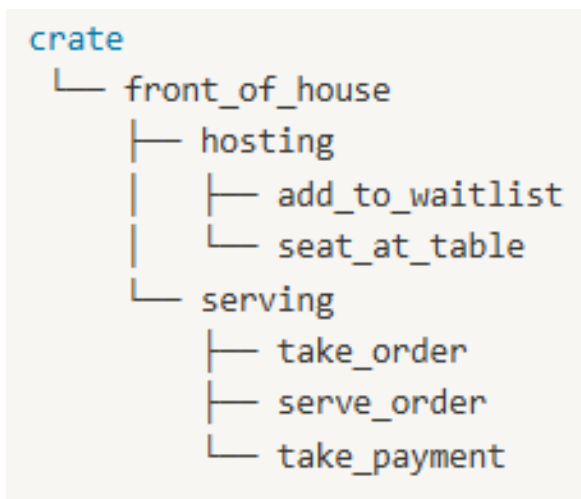 crate
└── front_of_house
├── hosting
│ ├── add_to_waitlist
│ └── seat_at_table
└── serving
├── take_order
├── serve_order
└── take_payment